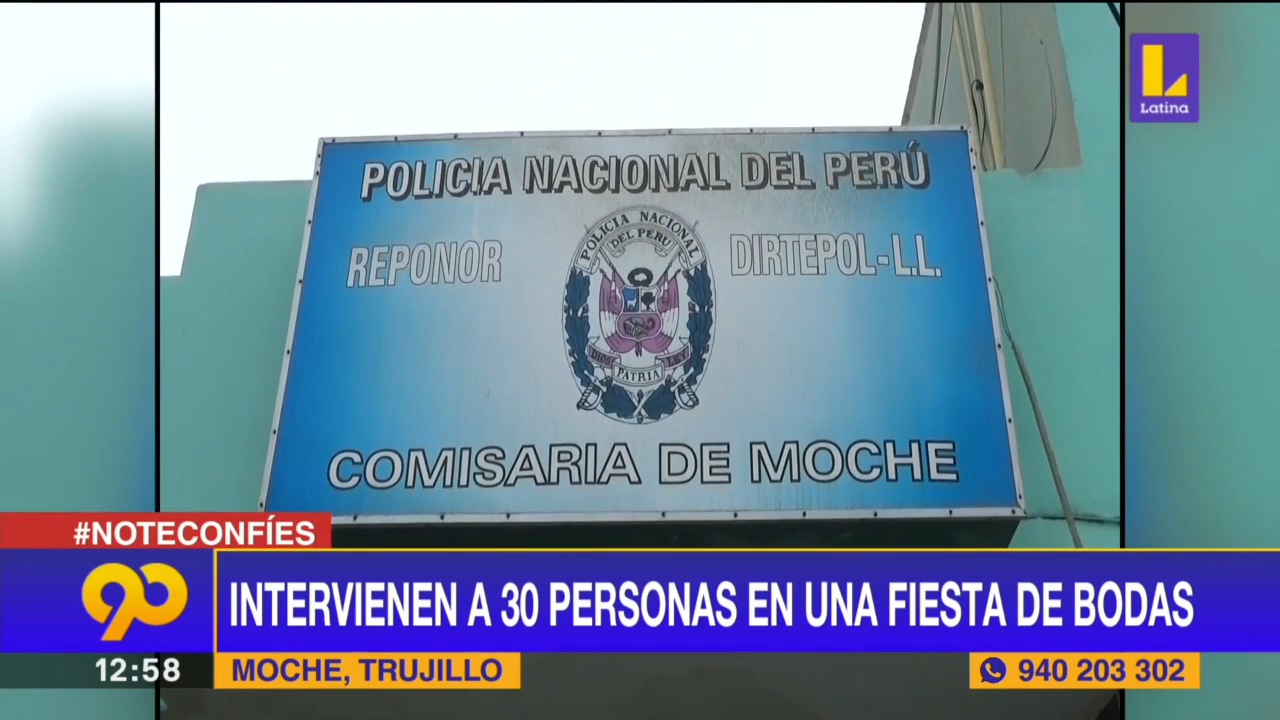 Latina
POLICIA NACIONAL DEL PERÚ
REPONOR
DIRTEPOL-L.L.
POLICIA NACIONAL
DEL PERU
DIOS
PATRIA
LEY
COMISARIA DE MOCHE
#NOTECONFÍES
90
INTERVIENEN A 30 PERSONAS EN UNA FIESTA DE BODAS
12:58
MOCHE, TRUJILLO
940 203 302